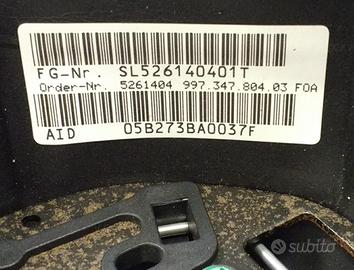 FG-Nr. SL526140401T
Order-Nr. 5261404 997.347.804.03 FOA
AID 05B273BA0037F
subito